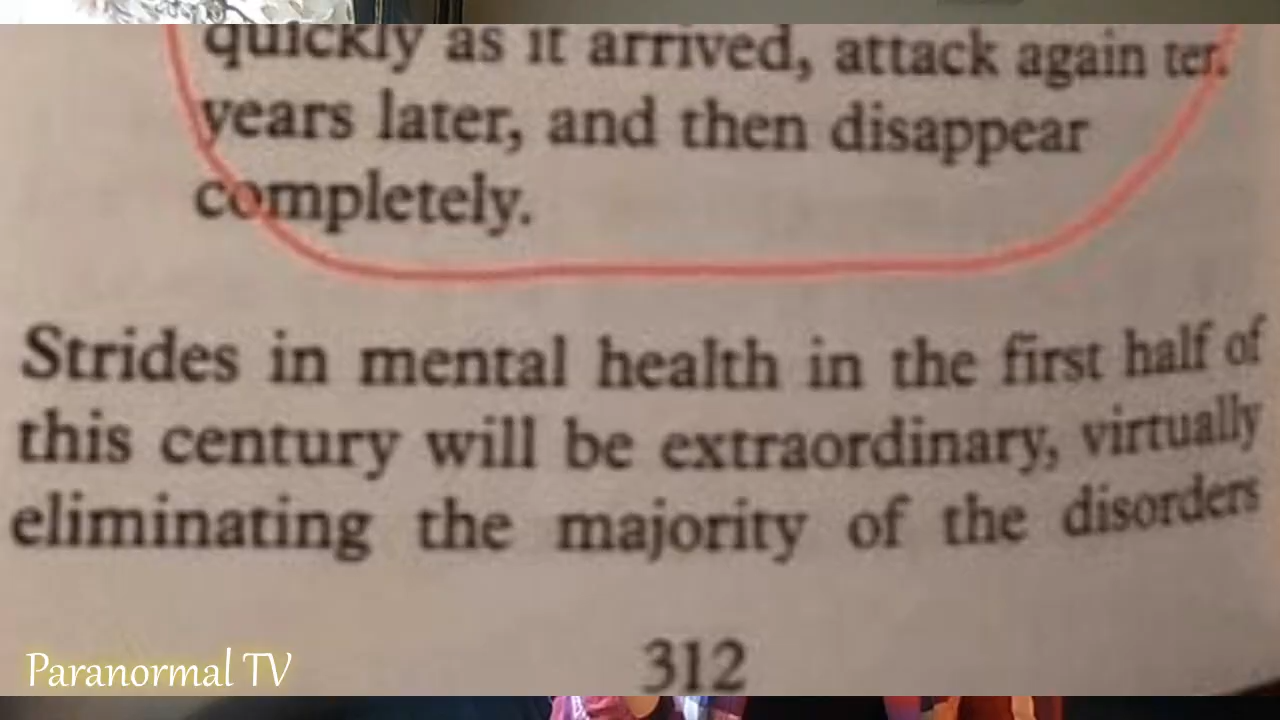 quickly as it arrived, attack again ten
years later, and then disappear
completely.
Strides in mental health in the first half of
this century will be extraordinary, virtually
eliminating the majority of the disorders
312
Paranormal TV